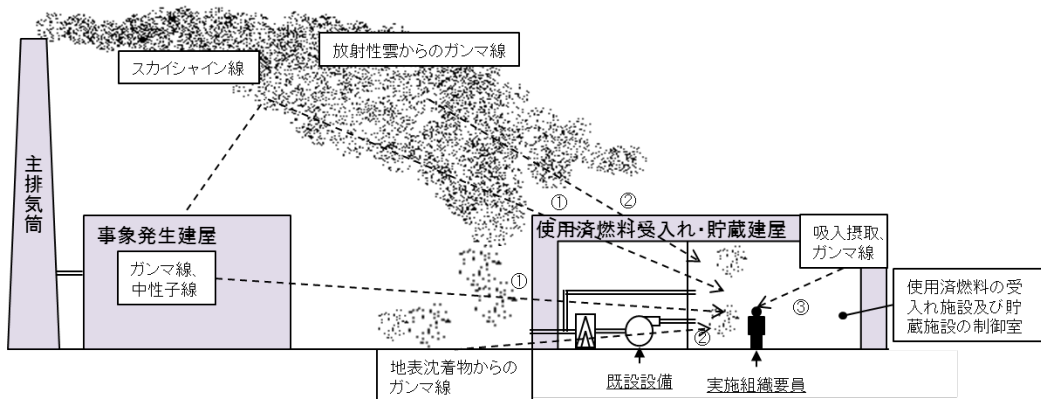 スカイシャイン線
放射性雲からのガンマ線
主排気筒
事象発生建屋
ガンマ線、
中性子線
①
①
②
使用済燃料受入れ・貯蔵建屋
吸入摂取、
ガンマ線
③
使用済燃料の受
入れ施設及び貯
蔵施設の制御室
②
地表沈着物からの
ガンマ線
既設設備
実施組織要員